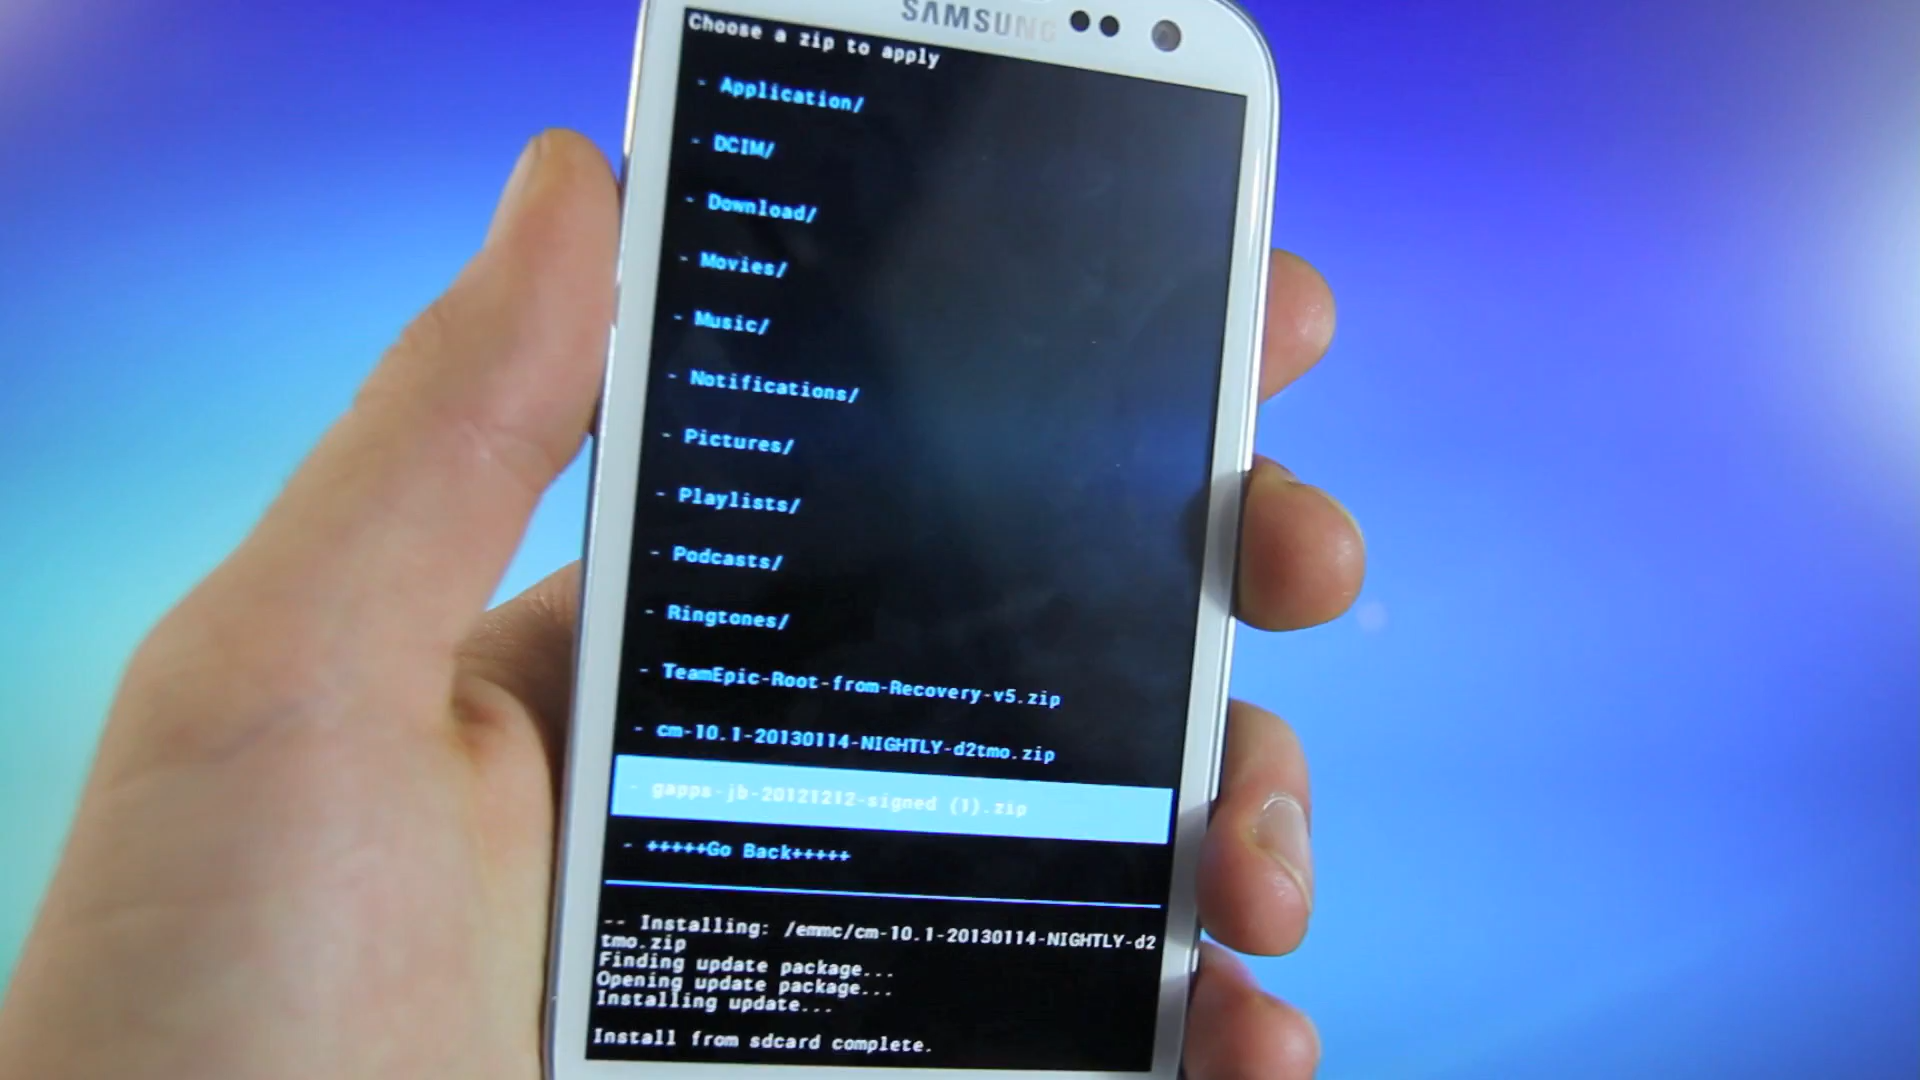 SAMSUNG
Choose a zip to apply
- Application/
- DCIM/
- Download/
- Movies/
- Music/
- Notifications/
- Pictures/
- Playlists/
- Podcasts/
- Ringtones/
- TeamEpic-Root-from-Recovery-v5.zip
- cm-10.1-20130114-NIGHTLY-d2tmo.zip
- gapps-jb-20121212-signed (1).zip
- +++++Go Back+++++
-- Installing: /emmc/cm-10.1-20130114-NIGHTLY-d2
tmo.zip
Finding update package...
Opening update package...
Installing update...
Install from sdcard complete.